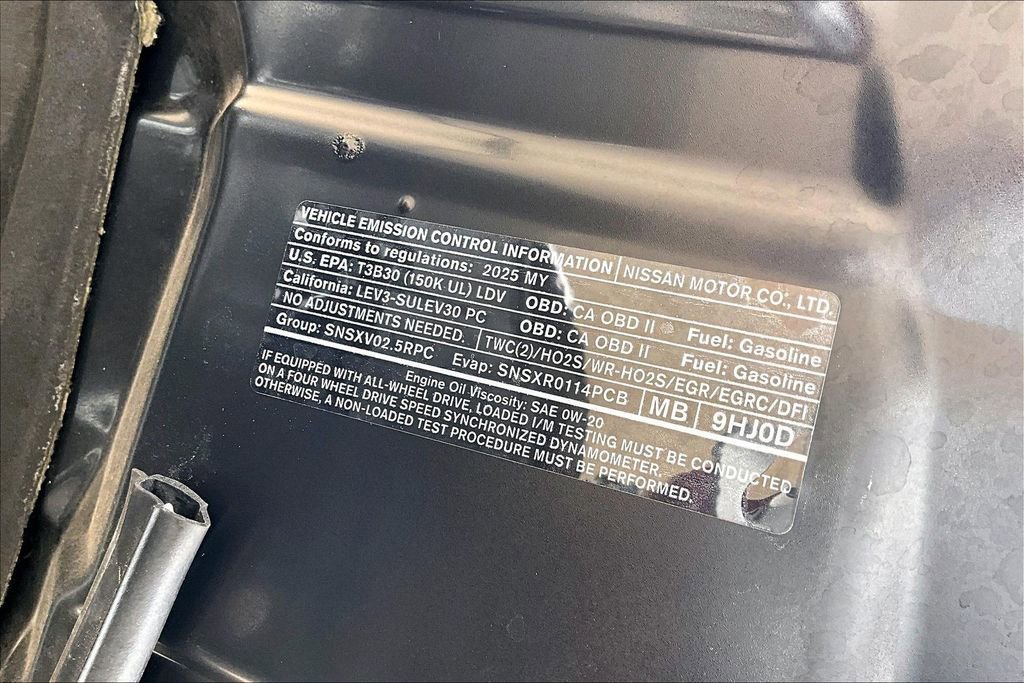 VEHICLE EMISSION CONTROL INFORMATION NISSAN MOTOR CO., LTD.
Conforms to regulations: 2025 MY
U.S. EPA: T3B30 (150K UL) LDV OBD: CA OBD II Fuel: Gasoline
California: LEV3-SULEV30 PC OBD: CA OBD II Fuel: Gasoline
NO ADJUSTMENTS NEEDED. TWC(2)/HO2S/WR-HO2S/EGR/EGRC/DFI
Group: SNSXV02.5RPC Evap: SNSXR0114PCB MB 9HJ0D
Engine Oil Viscosity: SAE 0W-20
IF EQUIPPED WITH ALL-WHEEL DRIVE, LOADED I/M TESTING MUST BE CONDUCTED
ON A FOUR WHEEL DRIVE SPEED SYNCHRONIZED DYNAMOMETER.
OTHERWISE, A NON-LOADED TEST PROCEDURE MUST BE PERFORMED.